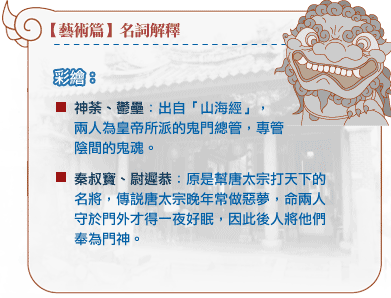 【藝術篇】名詞解釋
彩繪：
神荼、鬱壘：出自「山海經」，
兩人為皇帝所派的鬼門總管，專管
陰間的鬼魂。
秦叔寶、尉遲恭：原是幫唐太宗打天下的
名將，傳說唐太宗晚年常做惡夢，命兩人
守於門外才得一夜好眠，因此後人將他們
奉為門神。